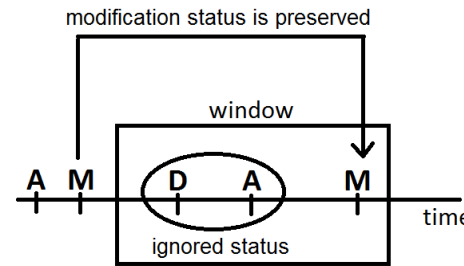 modification status is preserved
window
A M D A M
time
ignored status